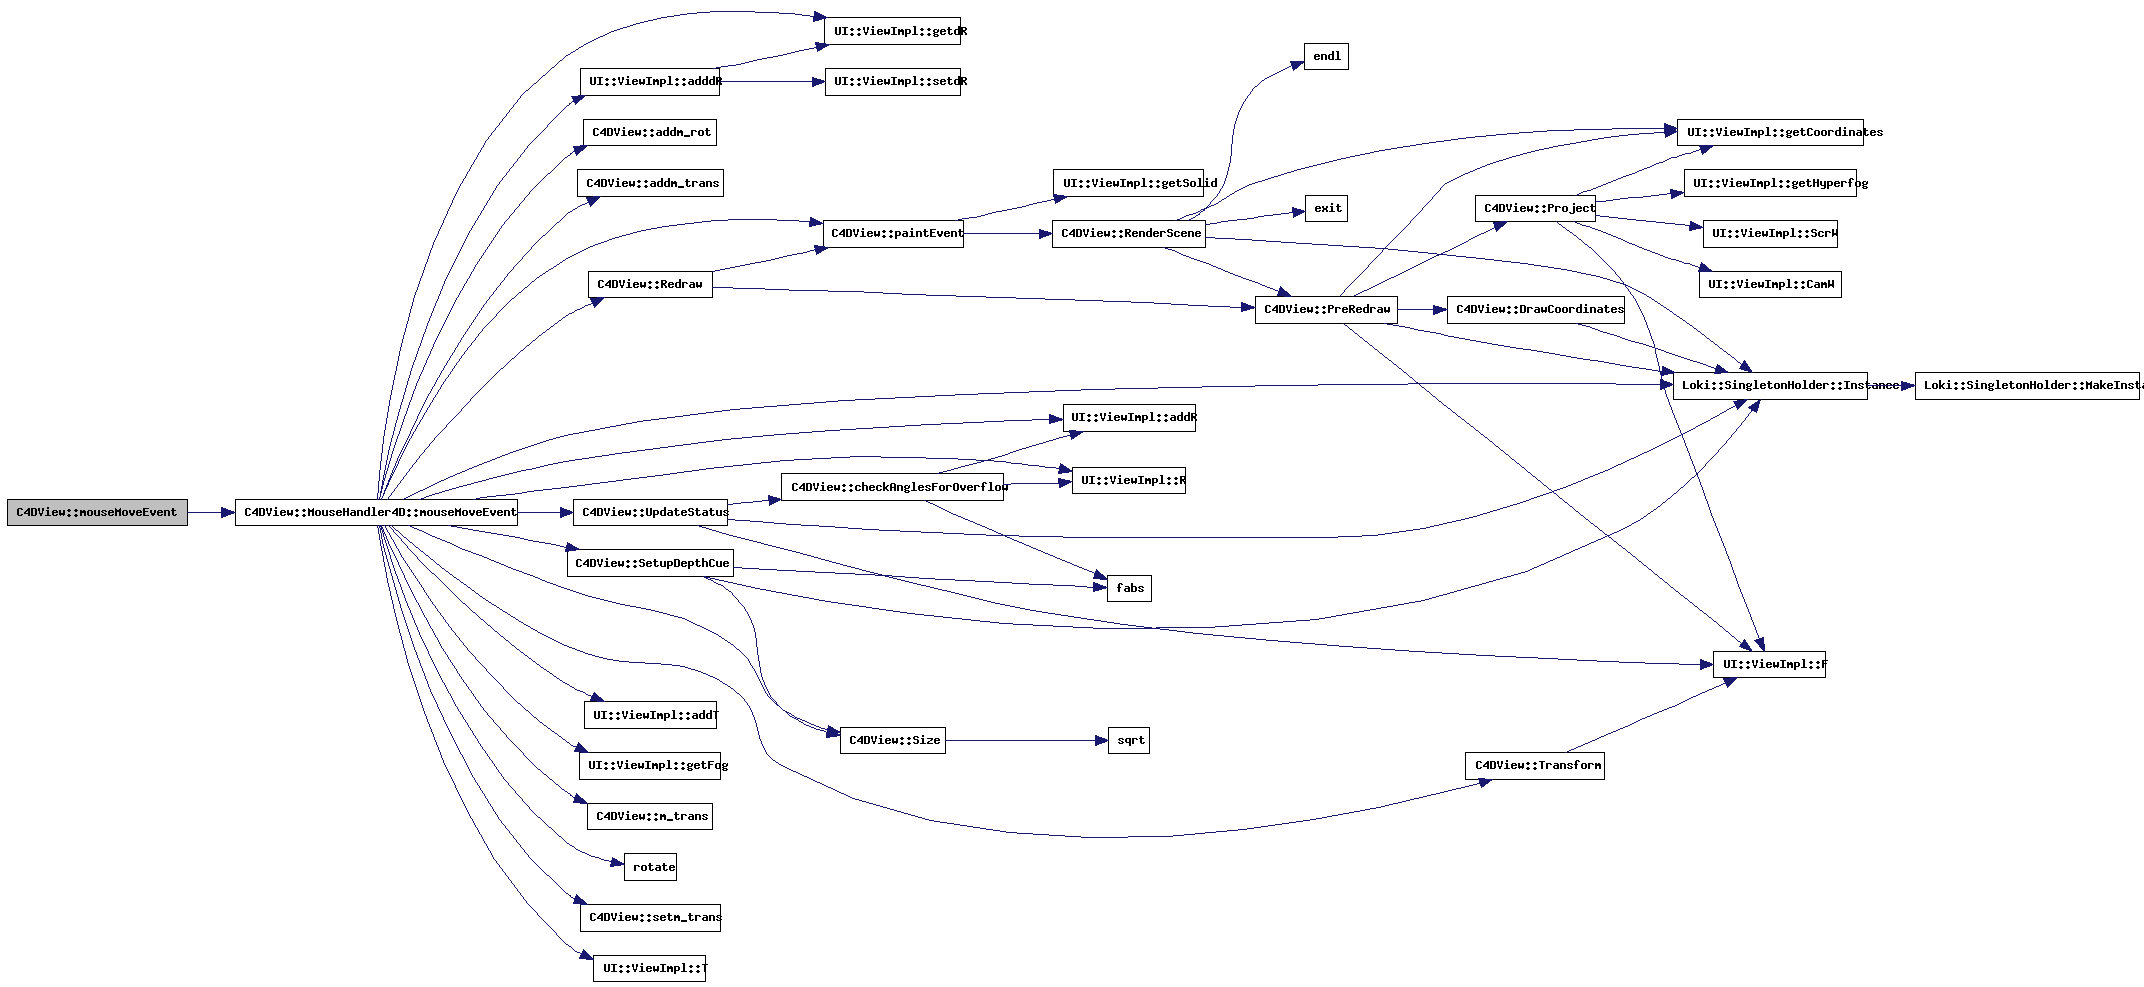 UI::ViewImpl::getdR
endl
UI::ViewImpl::adddR
UI::ViewImpl::setdR
C4DView::addm_rot
UI::ViewImpl::getCoordinates
C4DView::addm_trans
UI::ViewImpl::getSolid
UI::ViewImpl::getHyperfog
exit
C4DView::Project
C4DView::paintEvent
C4DView::RenderScene
UI::ViewImpl::ScrW
C4DView::Redraw
UI::ViewImpl::CamW
C4DView::PreRedraw
C4DView::DrawCoordinates
Loki::SingletonHolder::Instance
Loki::SingletonHolder::MakeInsta
UI::ViewImpl::addR
UI::ViewImpl::R
C4DView::checkAnglesForOverflow
C4DView::mouseMoveEvent
C4DView::MouseHandler4D::mouseMoveEvent
C4DView::UpdateStatus
C4DView::SetupDepthCue
fabs
UI::ViewImpl::F
UI::ViewImpl::addT
C4DView::Size
sqrt
UI::ViewImpl::getFog
C4DView::Transform
C4DView::m_trans
rotate
C4DView::setm_trans
UI::ViewImpl::T